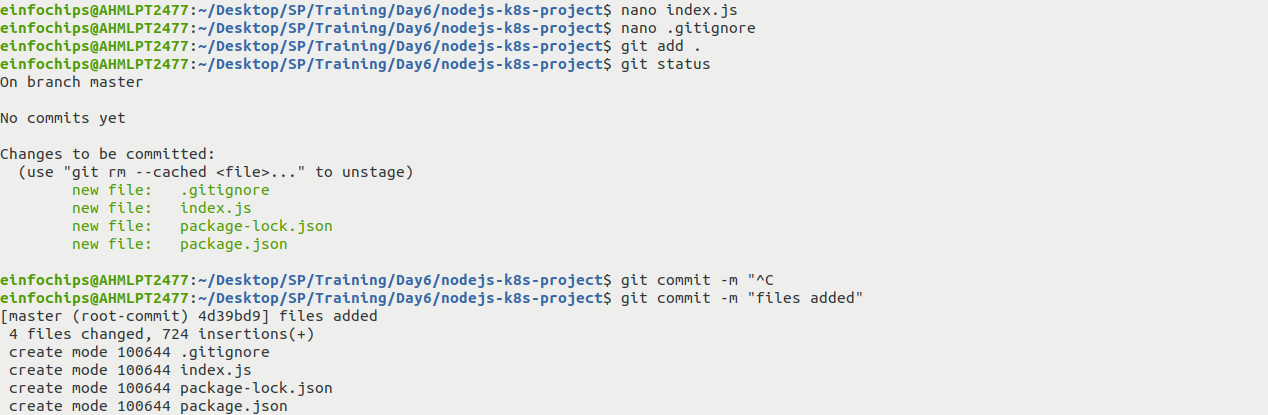 einfochips@AHMLPT2477:~/Desktop/SP/Training/Day6/nodejs-k8s-project$ nano index.js
einfochips@AHMLPT2477:~/Desktop/SP/Training/Day6/nodejs-k8s-project$ nano .gitignore
einfochips@AHMLPT2477:~/Desktop/SP/Training/Day6/nodejs-k8s-project$ git add .
einfochips@AHMLPT2477:~/Desktop/SP/Training/Day6/nodejs-k8s-project$ git status
On branch master

No commits yet

Changes to be committed:
  (use "git rm --cached <file>..." to unstage)
        new file:   .gitignore
        new file:   index.js
        new file:   package-lock.json
        new file:   package.json

einfochips@AHMLPT2477:~/Desktop/SP/Training/Day6/nodejs-k8s-project$ git commit -m "^C
einfochips@AHMLPT2477:~/Desktop/SP/Training/Day6/nodejs-k8s-project$ git commit -m "files added"
[master (root-commit) 4d39bd9] files added
 4 files changed, 724 insertions(+)
 create mode 100644 .gitignore
 create mode 100644 index.js
 create mode 100644 package-lock.json
 create mode 100644 package.json